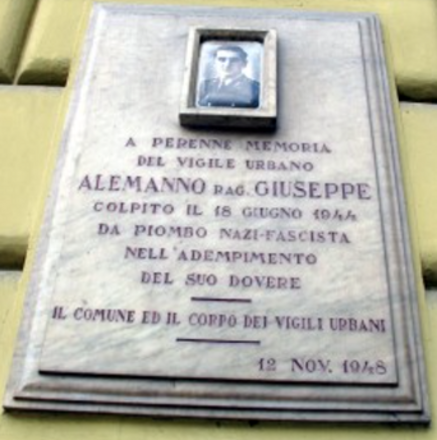 A PERENNE MEMORIA
DEL VIGILE URBANO
ALEMANNO RAG. GIUSEPPE
COLPITO IL 18 GIUGNO 1944
DA PIOMBO NAZI-FASCISTA
NELL'ADEMPIMENTO
DEL SUO DOVERE
IL COMUNE ED IL CORPO DEI VIGILI URBANI
12 NOV. 1948